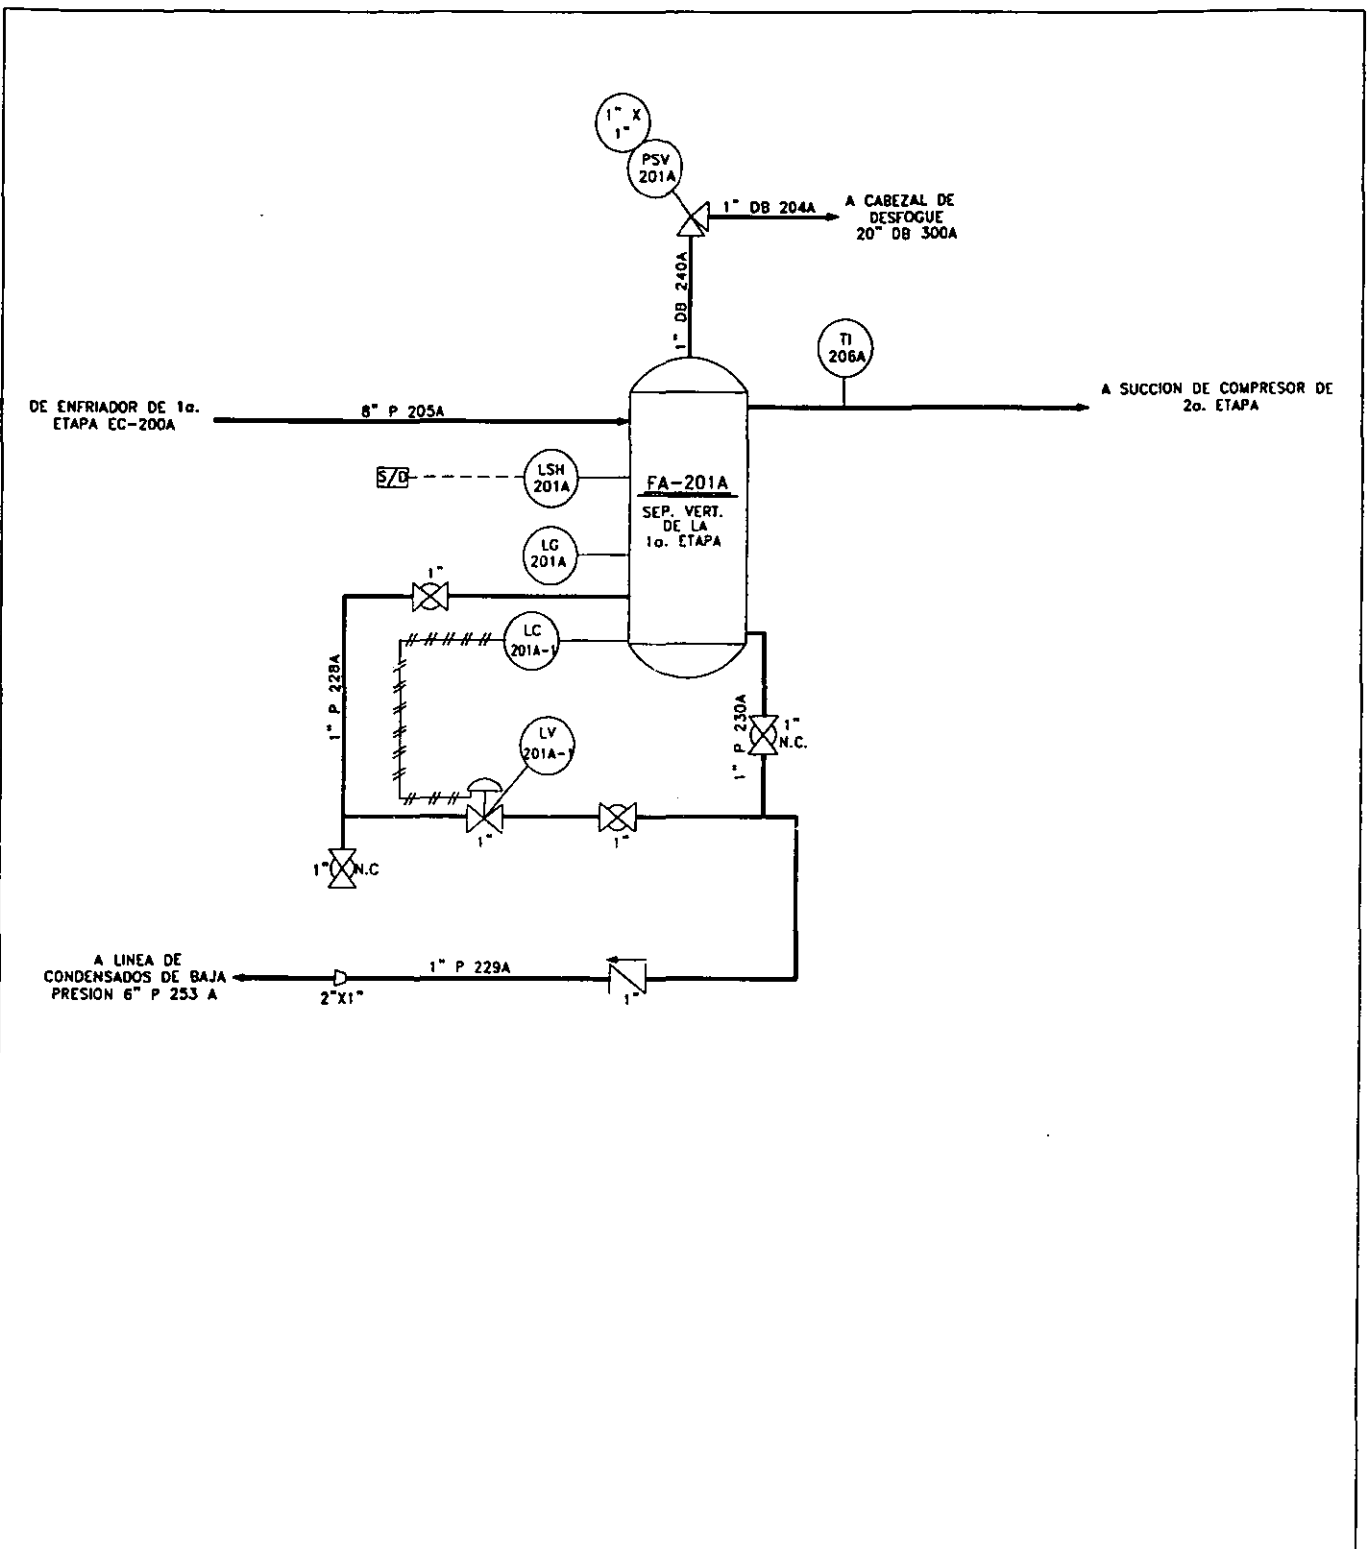 1" X
1"
PSV
201A
1" DB 204A
A CABEZAL DE
DESFOGUE
20" DB 300A
1" DB 240A
TI
206A
A SUCCION DE COMPRESOR DE
2a. ETAPA
DE ENFRIADOR DE 1a.
ETAPA EC-200A
8" P 205A
S/D
LSH
201A
FA-201A
SEP. VERT.
DE LA
1a. ETAPA
LG
201A
1"
LC
201A-1
1" P 228A
LV
201A-1
1" P 230A
1"
N.C.
1"
1"
1"
N.C
A LINEA DE
CONDENSADOS DE BAJA
PRESION 6" P 253 A
1" P 229A
2"X1"
1"